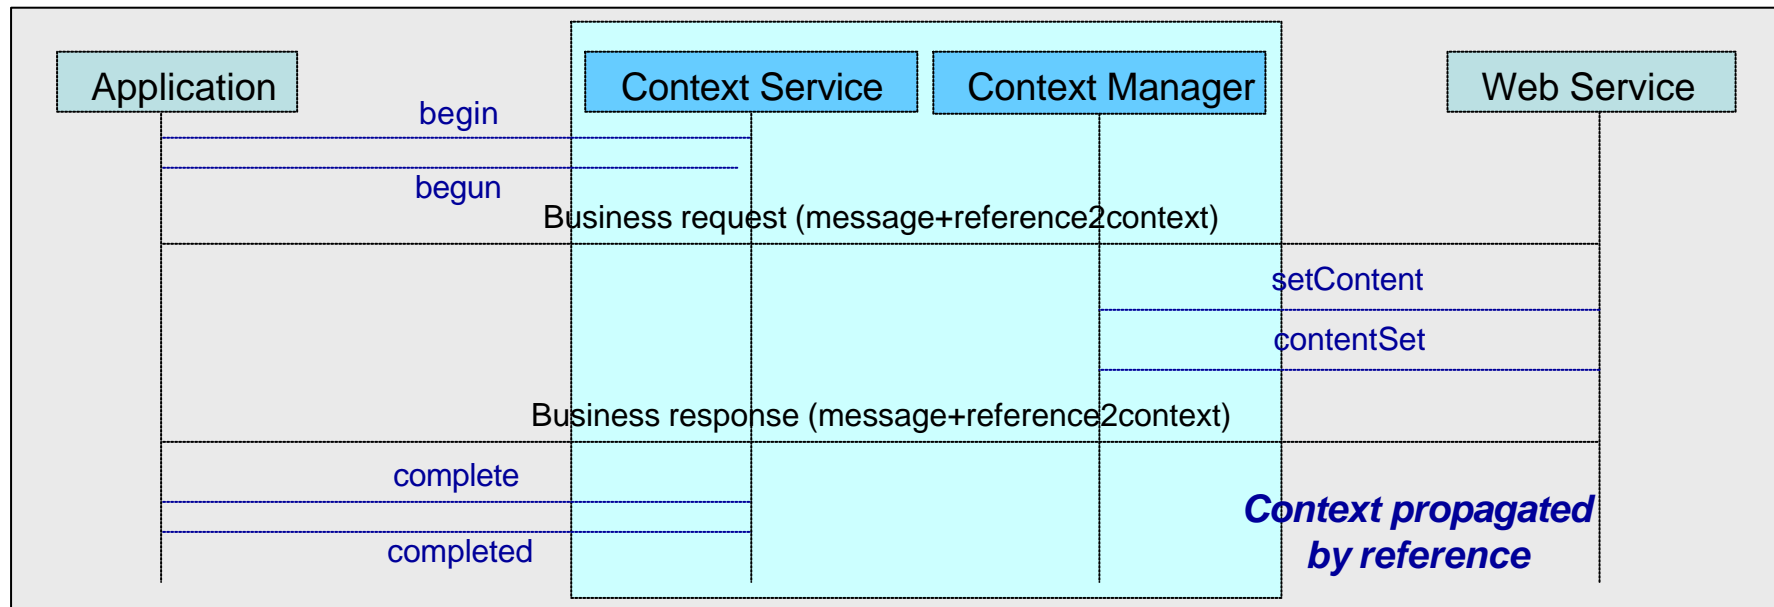 Application
Context Service
Context Manager
Web Service
begin
begun
Business request (message+reference2context)
setContent
contentSet
Business response (message+reference2context)
complete
completed
Context propagated
by reference